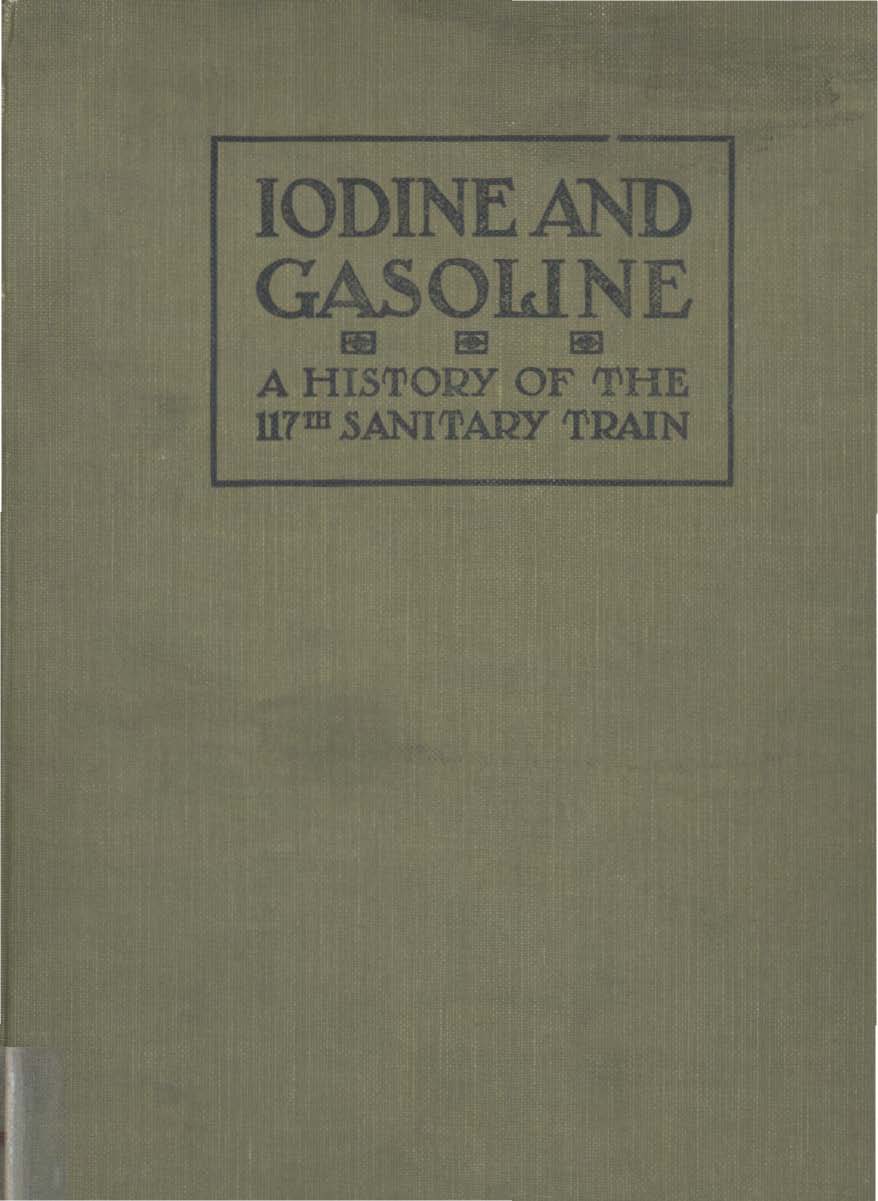 IODINE AND
GASOLINE
A HISTORY OF THE
117TH SANITARY TRAIN